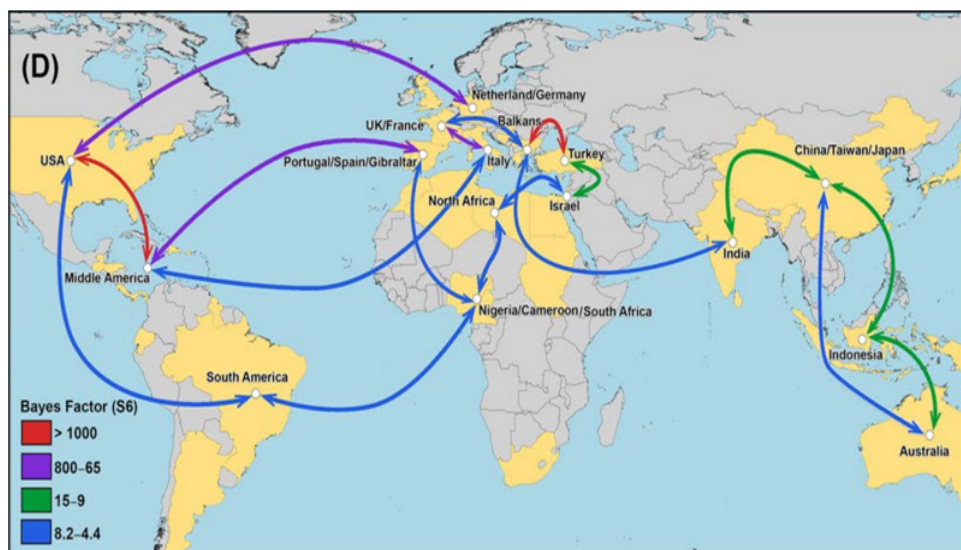 (D)
Netherland/Germany
UK/France
Balkans
USA
Portugal/Spain/Gibraltar
Italy
Turkey
China/Taiwan/Japan
North Africa
Israel
India
Middle America
Nigeria/Cameroon/South Africa
Indonesia
South America
Bayes Factor (S6)
> 1000
800–65
15–9
8.2–4.4
Australia